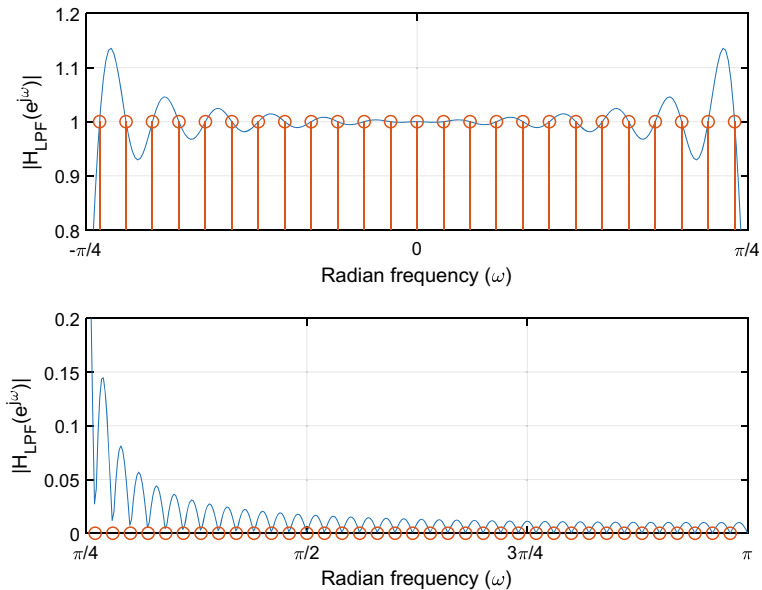 1.2
1.1
1
0.9
0.8
|H_LPF(e^jω)|
-π/4
0
π/4
Radian frequency (ω)
0.2
0.15
0.1
0.05
0
|H_LPF(e^jω)|
π/4
π/2
3π/4
π
Radian frequency (ω)